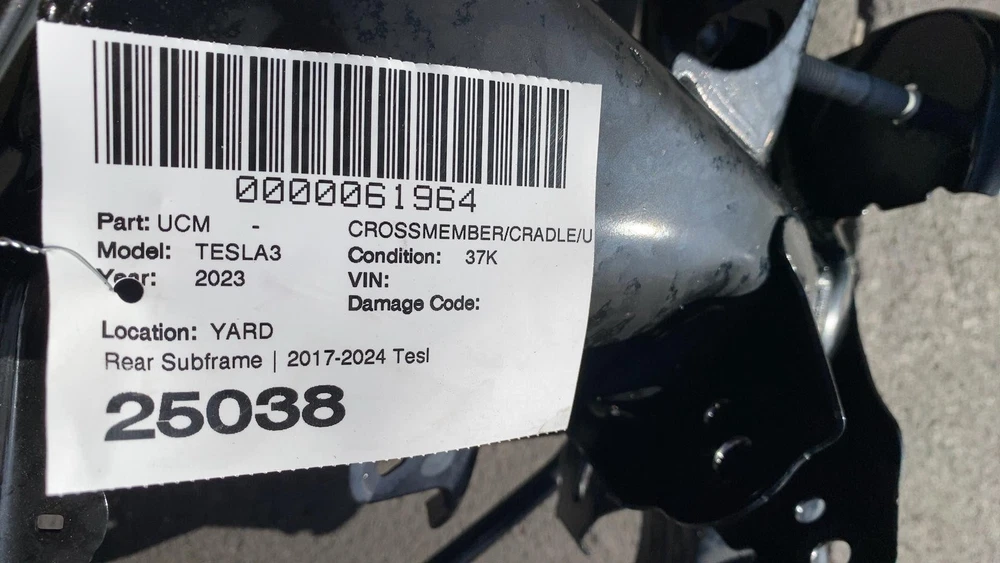 0000061964
Part: UCM - CROSSMEMBER/CRADLE/U
Model: TESLA3 Condition: 37K
Year: 2023 VIN:
Damage Code:
Location: YARD
Rear Subframe | 2017-2024 Tesl
25038